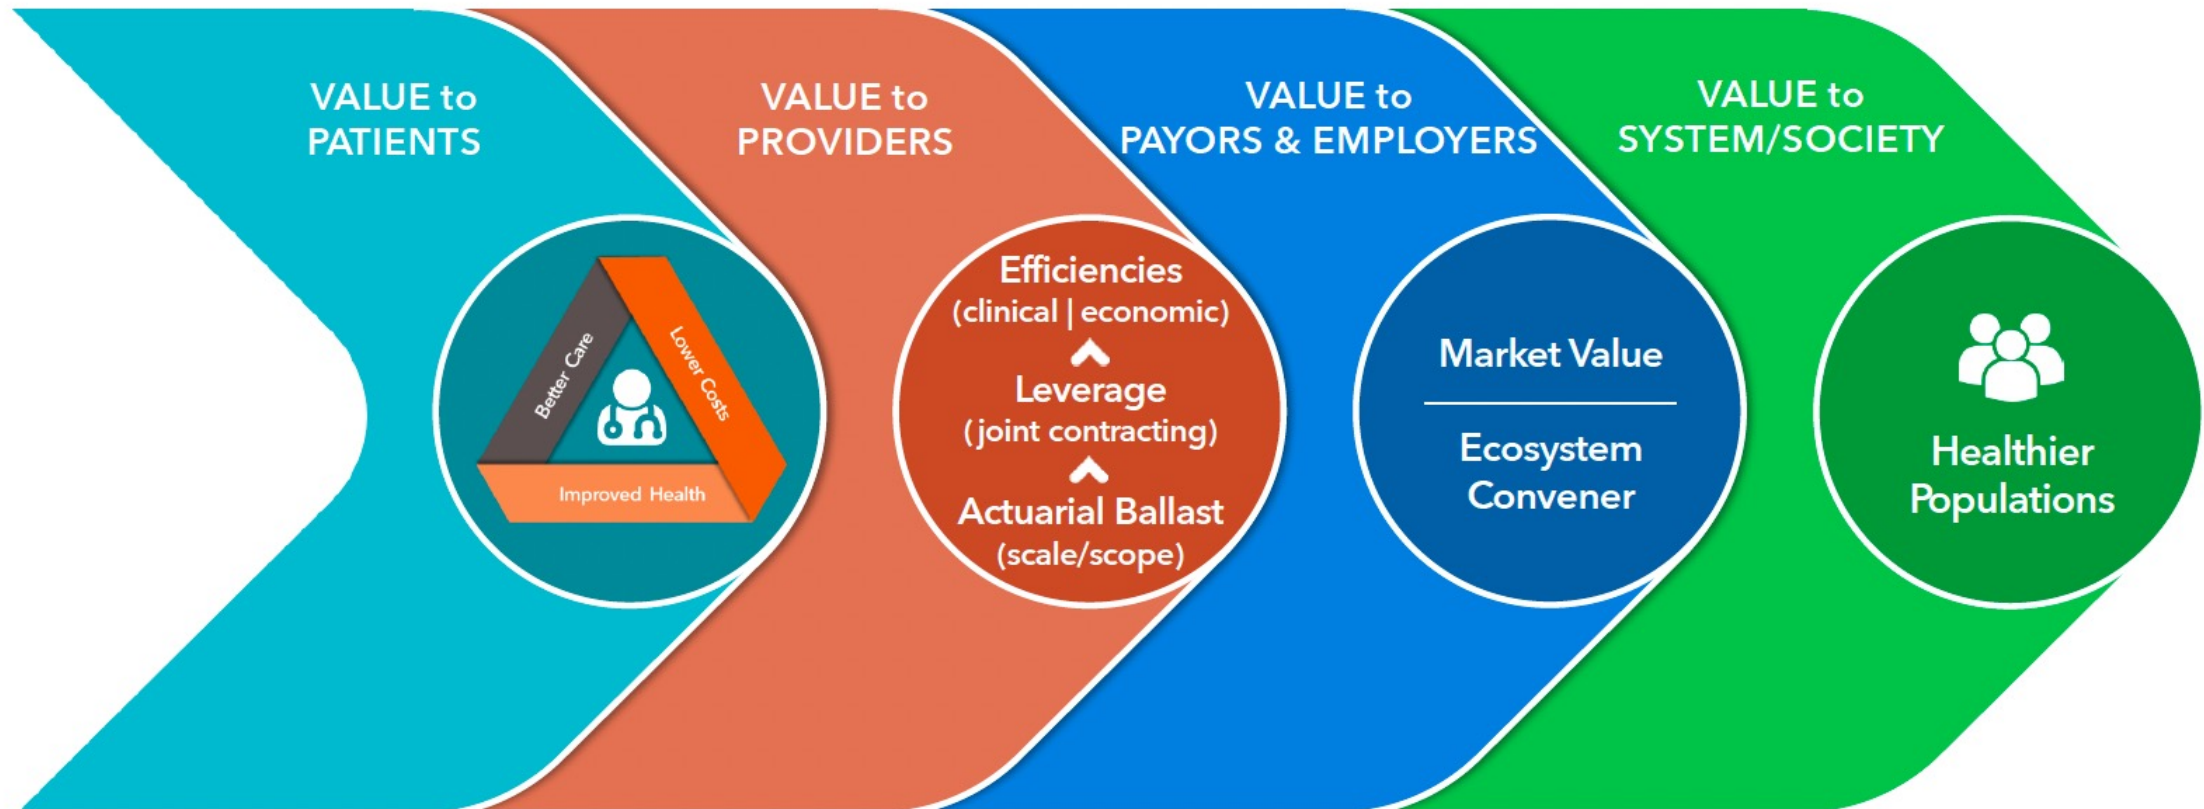 VALUE to
PATIENTS
Better Care
Lower Costs
Improved Health
VALUE to
PROVIDERS
Efficiencies
(clinical | economic)
Leverage
(joint contracting)
Actuarial Ballast
(scale/scope)
VALUE to
PAYORS & EMPLOYERS
Market Value
Ecosystem
Convener
VALUE to
SYSTEM/SOCIETY
Healthier
Populations